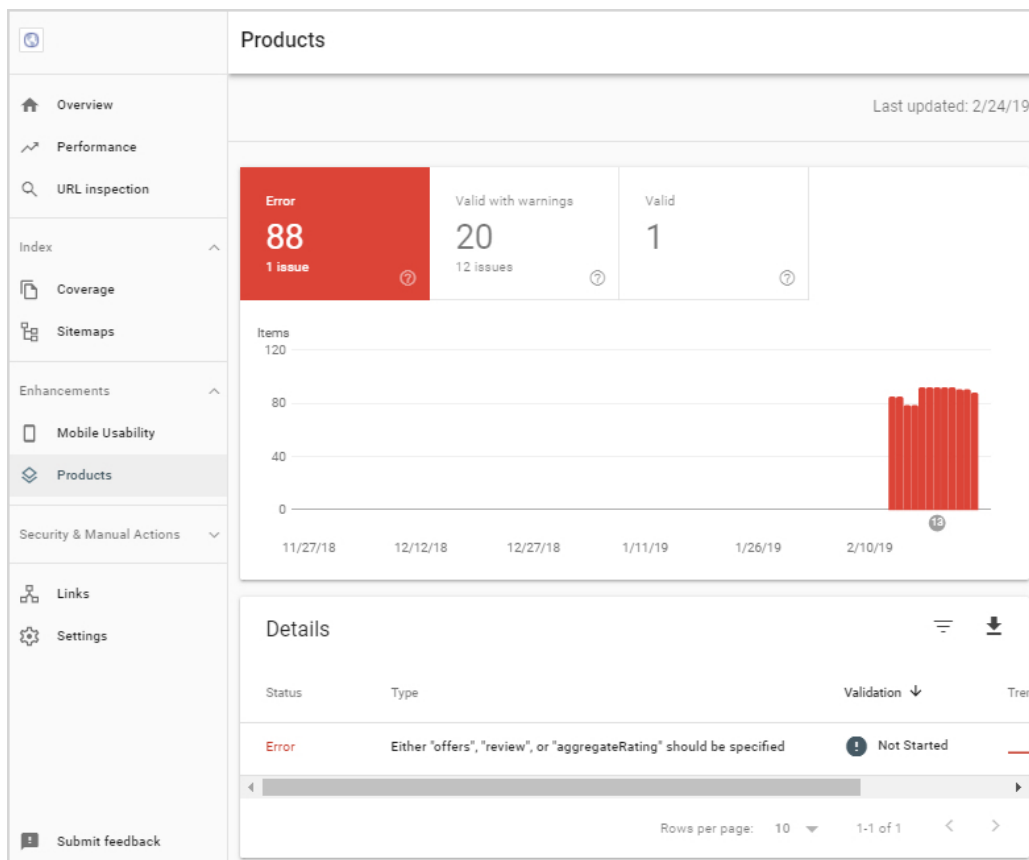 Products
Overview
Performance
URL inspection
Index
Coverage
Sitemaps
Enhancements
Mobile Usability
Products
Security & Manual Actions
Links
Settings
Submit feedback
Last updated: 2/24/19
Error
88
1 issue
Valid with warnings
20
12 issues
Valid
1
Items
120
80
40
0
13
11/27/18 12/12/18 12/27/18 1/11/19 1/26/19 2/10/19
Details
Status Type Validation Tre
Error Either "offers", "review", or "aggregateRating" should be specified Not Started
Rows per page: 10 1-1 of 1